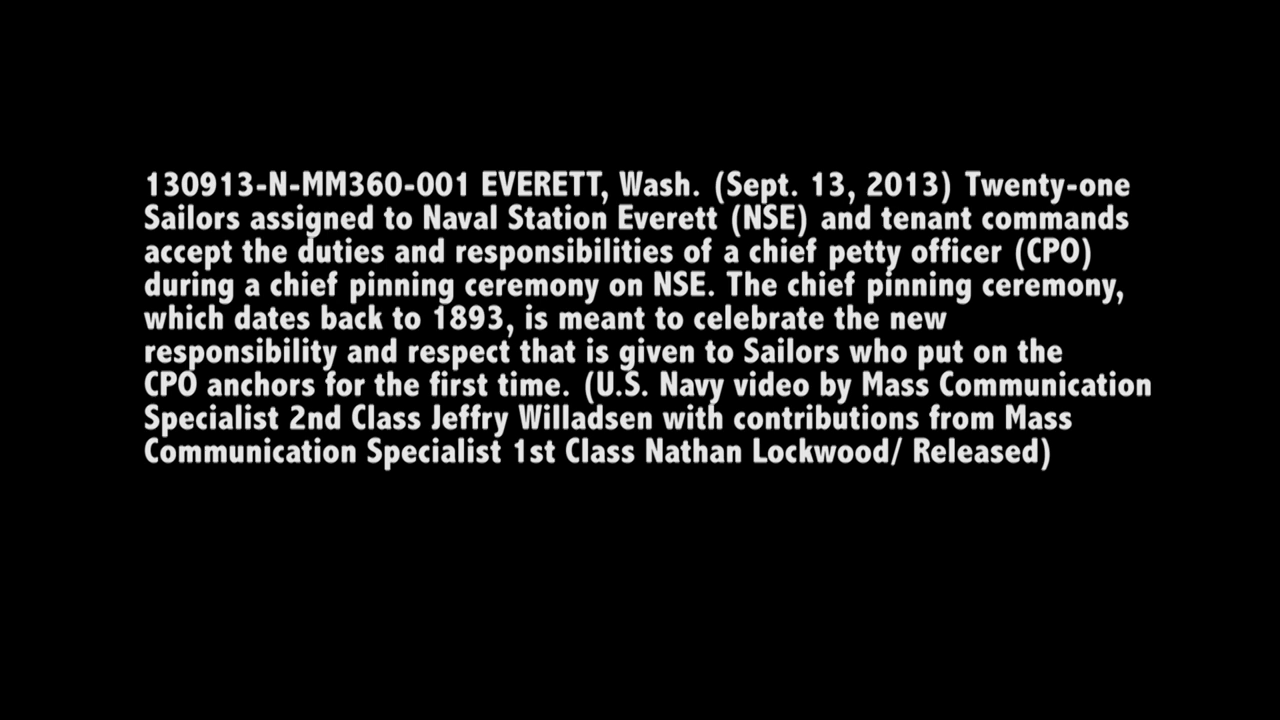 130913-N-MM360-001 EVERETT, Wash. (Sept. 13, 2013) Twenty-one
Sailors assigned to Naval Station Everett (NSE) and tenant commands
accept the duties and responsibilities of a chief petty officer (CPO)
during a chief pinning ceremony on NSE. The chief pinning ceremony,
which dates back to 1893, is meant to celebrate the new
responsibility and respect that is given to Sailors who put on the
CPO anchors for the first time. (U.S. Navy video by Mass Communication
Specialist 2nd Class Jeffry Willadsen with contributions from Mass
Communication Specialist 1st Class Nathan Lockwood/ Released)